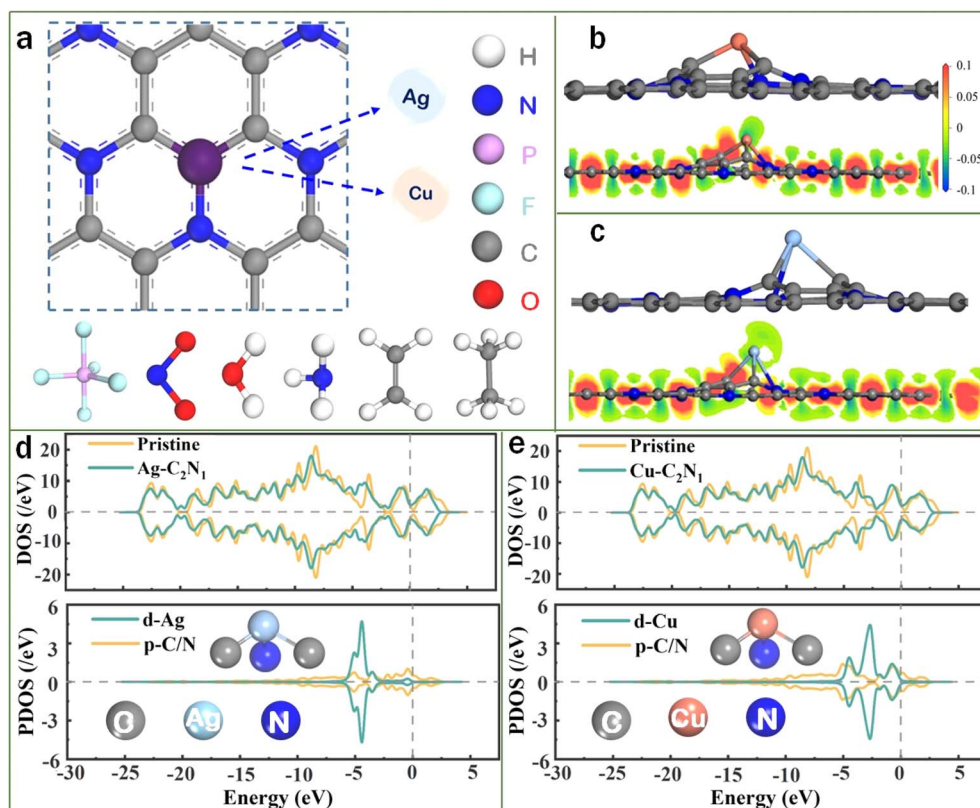 a
Ag
Cu
H
N
P
F
C
O
b
0.1
0.05
0
-0.05
-0.1
c
d
Pristine
Ag-C₂N₁
DOS (/eV)
20
10
0
-10
-20
d-Ag
p-C/N
PDOS (/eV)
6
3
0
-3
-6
C
Ag
N
-30 -25 -20 -15 -10 -5 0 5
Energy (eV)
e
Pristine
Cu-C₂N₁
DOS (/eV)
20
10
0
-10
-20
d-Cu
p-C/N
PDOS (/eV)
6
3
0
-3
-6
C
Cu
N
-30 -25 -20 -15 -10 -5 0 5
Energy (eV)